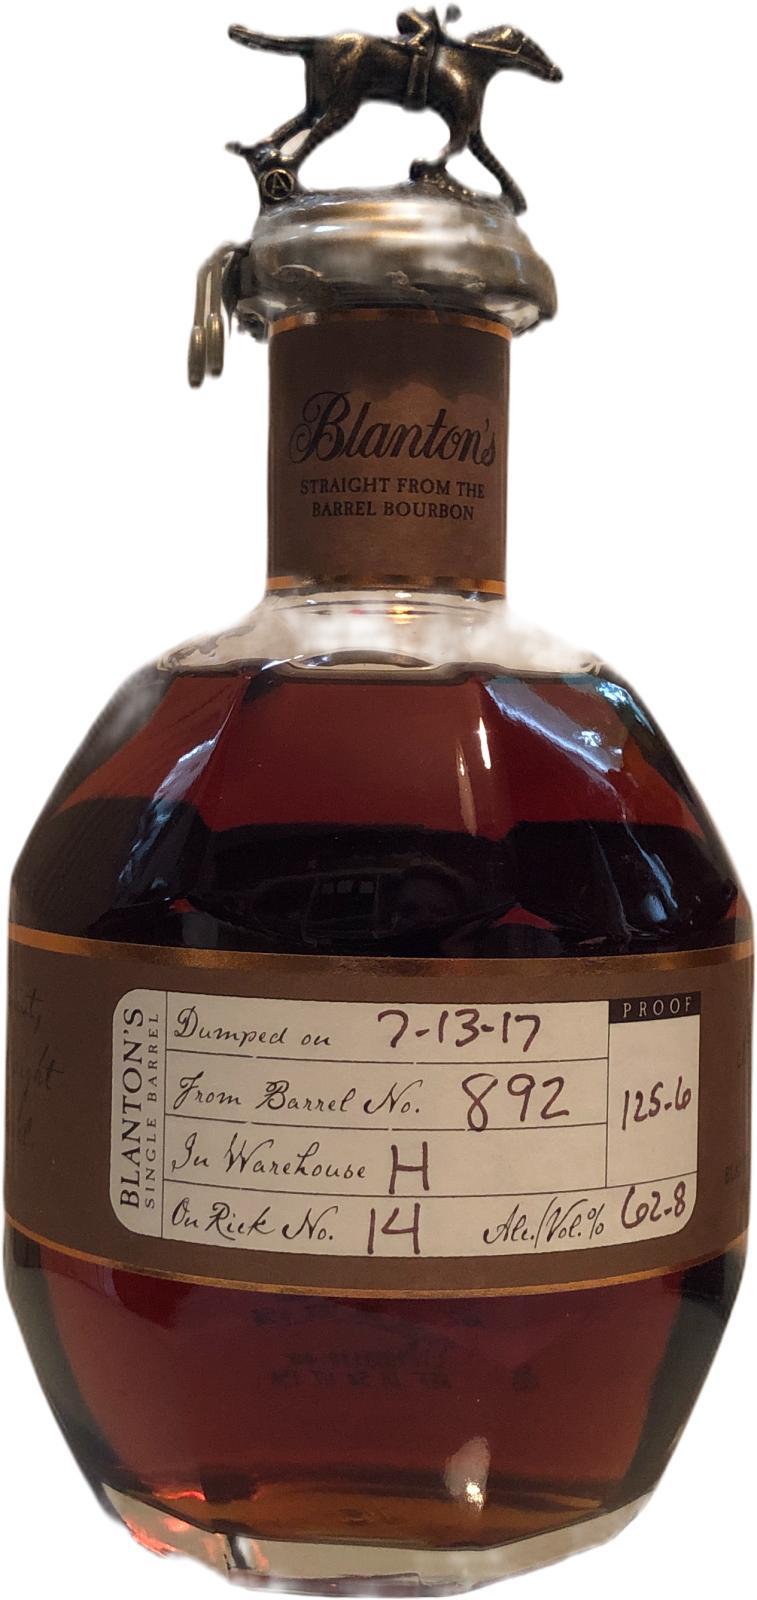 A
Blanton's
STRAIGHT FROM THE
BARREL BOURBON
BLANTON'S
SINGLE BARREL
Dumped on 7-13-17
PROOF
From Barrel No. 892
125.6
In Warehouse H
On Rick No. 14 Alc./Vol.% 62.8